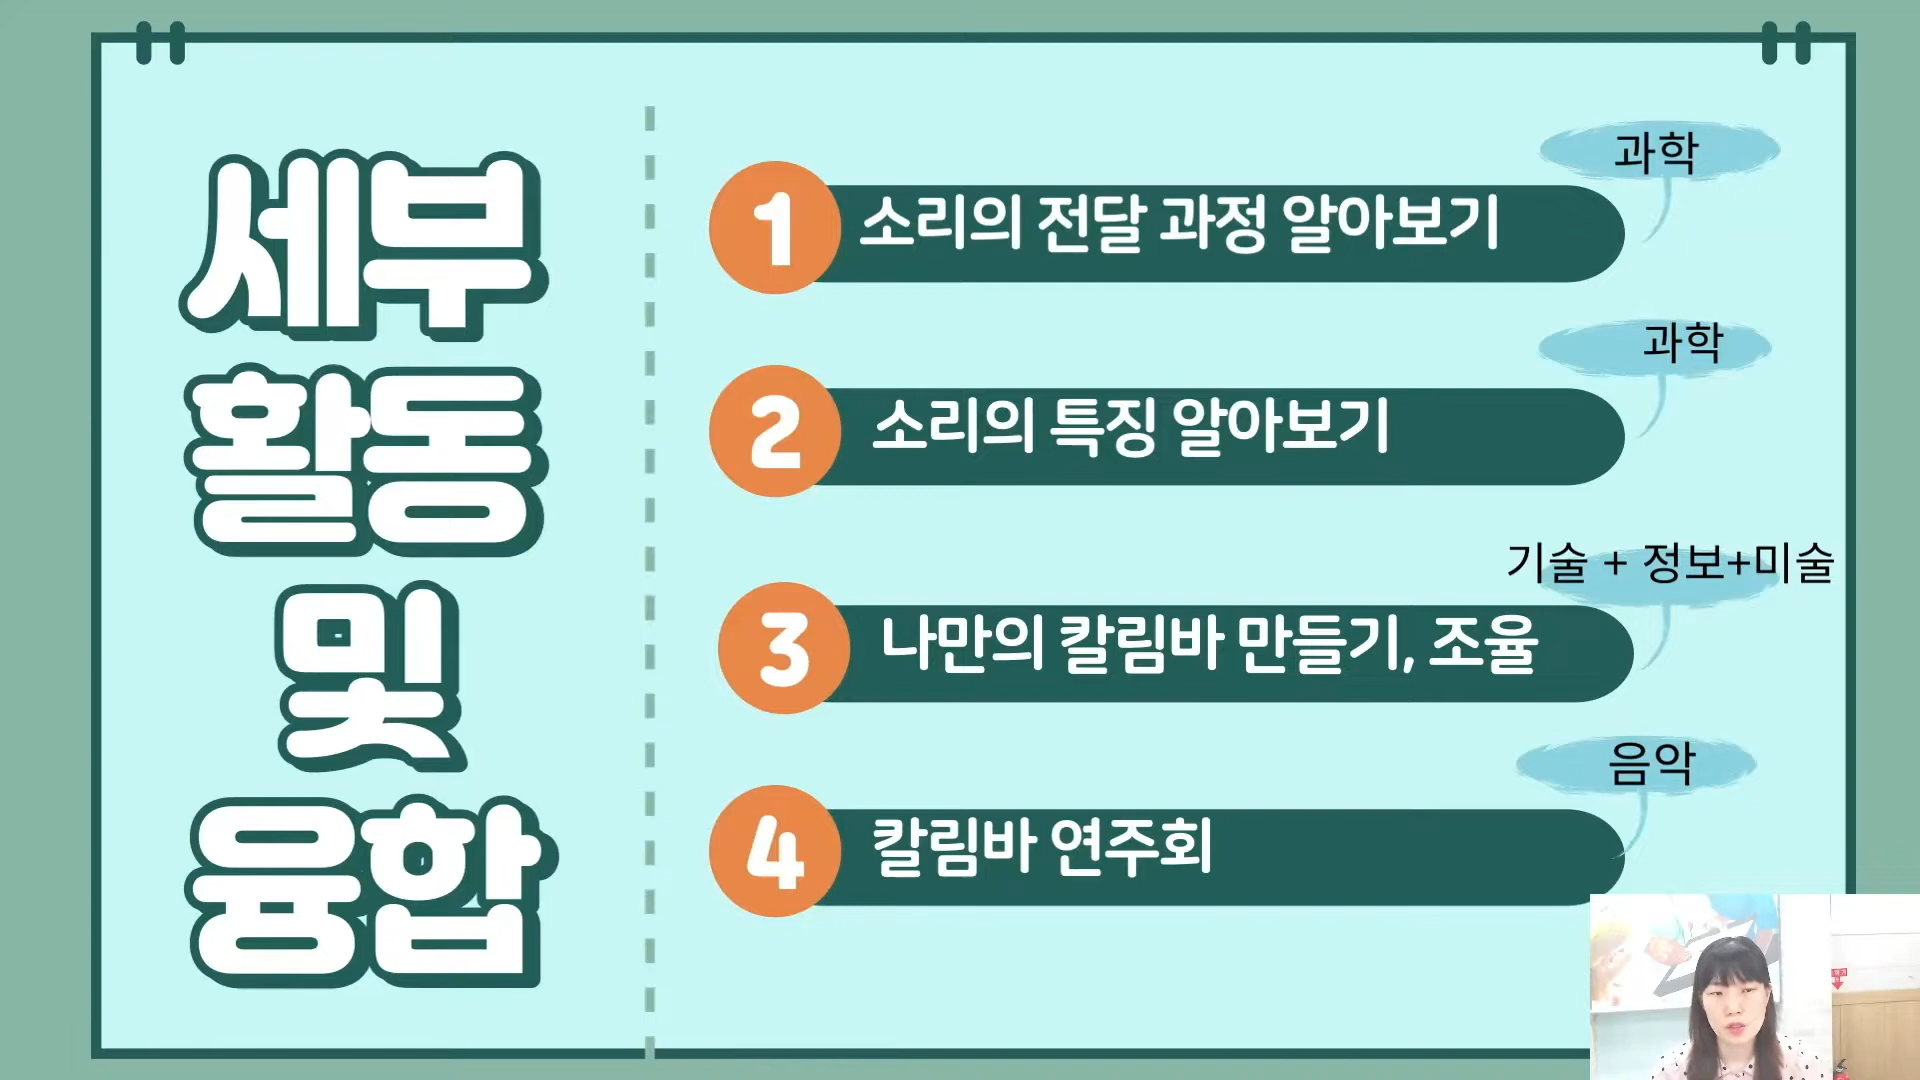 세부
활동
및
융합
과학
1 소리의 전달 과정 알아보기
과학
2 소리의 특징 알아보기
기술 + 정보+미술
3 나만의 칼림바 만들기, 조율
음악
4 칼림바 연주회